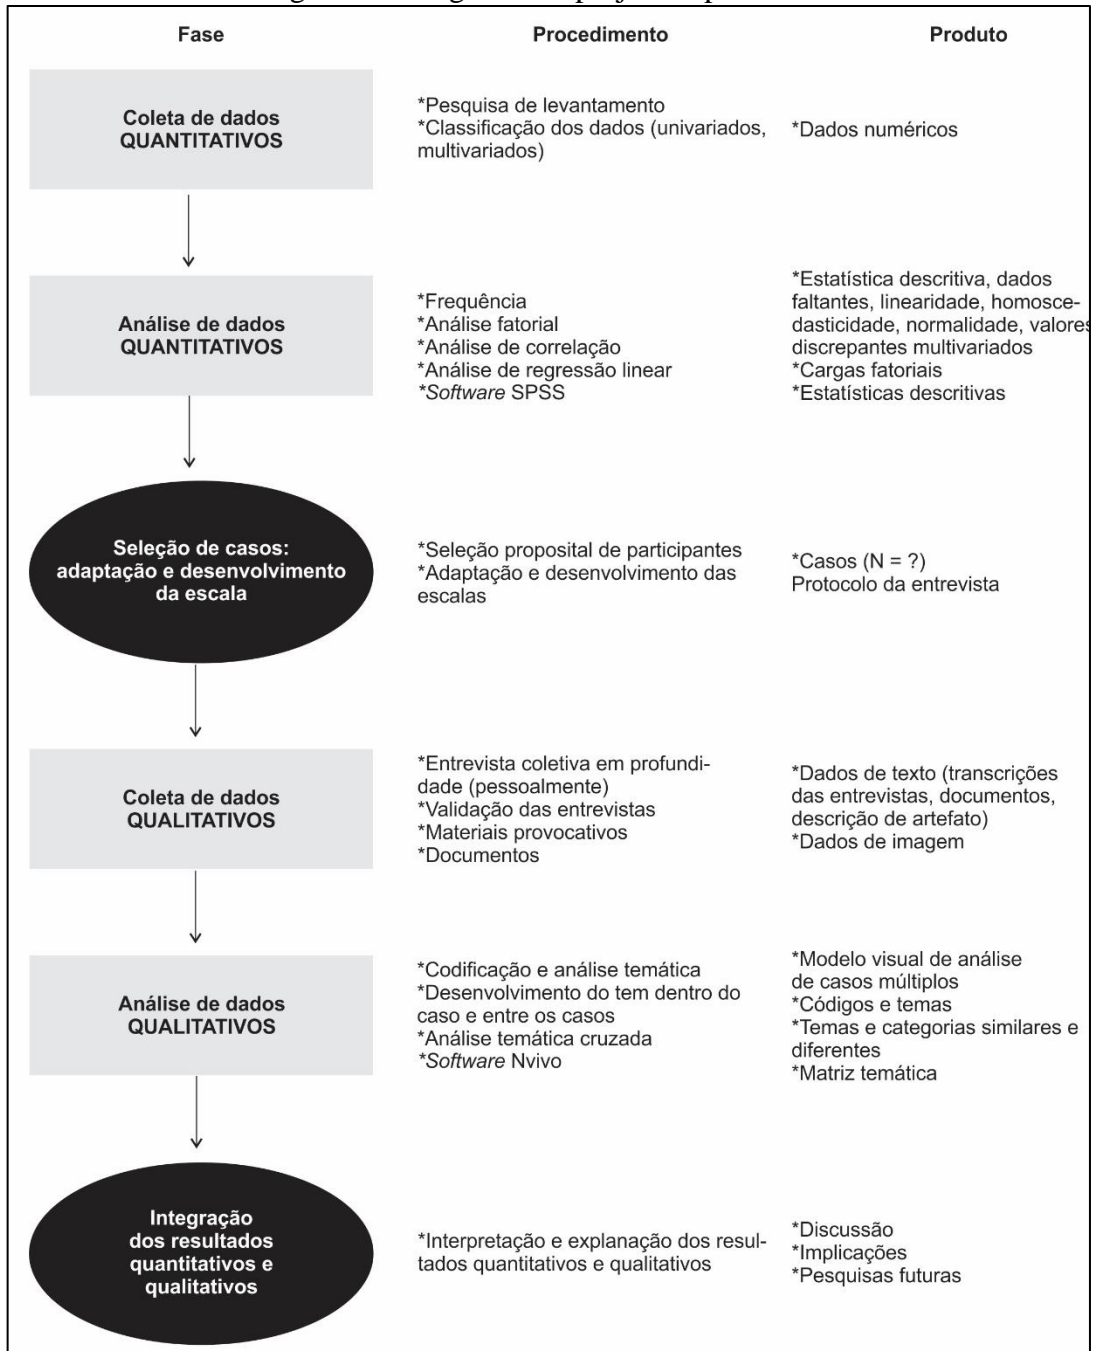 Fase
Procedimento
Produto
Coleta de dados
QUANTITATIVOS
*Pesquisa de levantamento
*Classificação dos dados (univariados,
multivariados)
*Dados numéricos
Análise de dados
QUANTITATIVOS
*Frequência
*Análise fatorial
*Análise de correlação
*Análise de regressão linear
*Software SPSS
*Estatística descritiva, dados
faltantes, linearidade, homosce-
dasticidade, normalidade, valores
discrepantes multivariados
*Cargas fatoriais
*Estatísticas descritivas
Seleção de casos:
adaptação e desenvolvimento
da escala
*Seleção proposital de participantes
*Adaptação e desenvolvimento das
escalas
*Casos (N = ?)
Protocolo da entrevista
Coleta de dados
QUALITATIVOS
*Entrevista coletiva em profundi-
dade (pessoalmente)
*Validação das entrevistas
*Materiais provocativos
*Documentos
*Dados de texto (transcrições
das entrevistas, documentos,
descrição de artefato)
*Dados de imagem
Análise de dados
QUALITATIVOS
*Codificação e análise temática
*Desenvolvimento do tem dentro do
caso e entre os casos
*Análise temática cruzada
*Software Nvivo
*Modelo visual de análise
de casos múltiplos
*Códigos e temas
*Temas e categorias similares e
diferentes
*Matriz temática
Integração
dos resultados
quantitativos e
qualitativos
*Interpretação e explanação dos resul-
tados quantitativos e qualitativos
*Discussão
*Implicações
*Pesquisas futuras